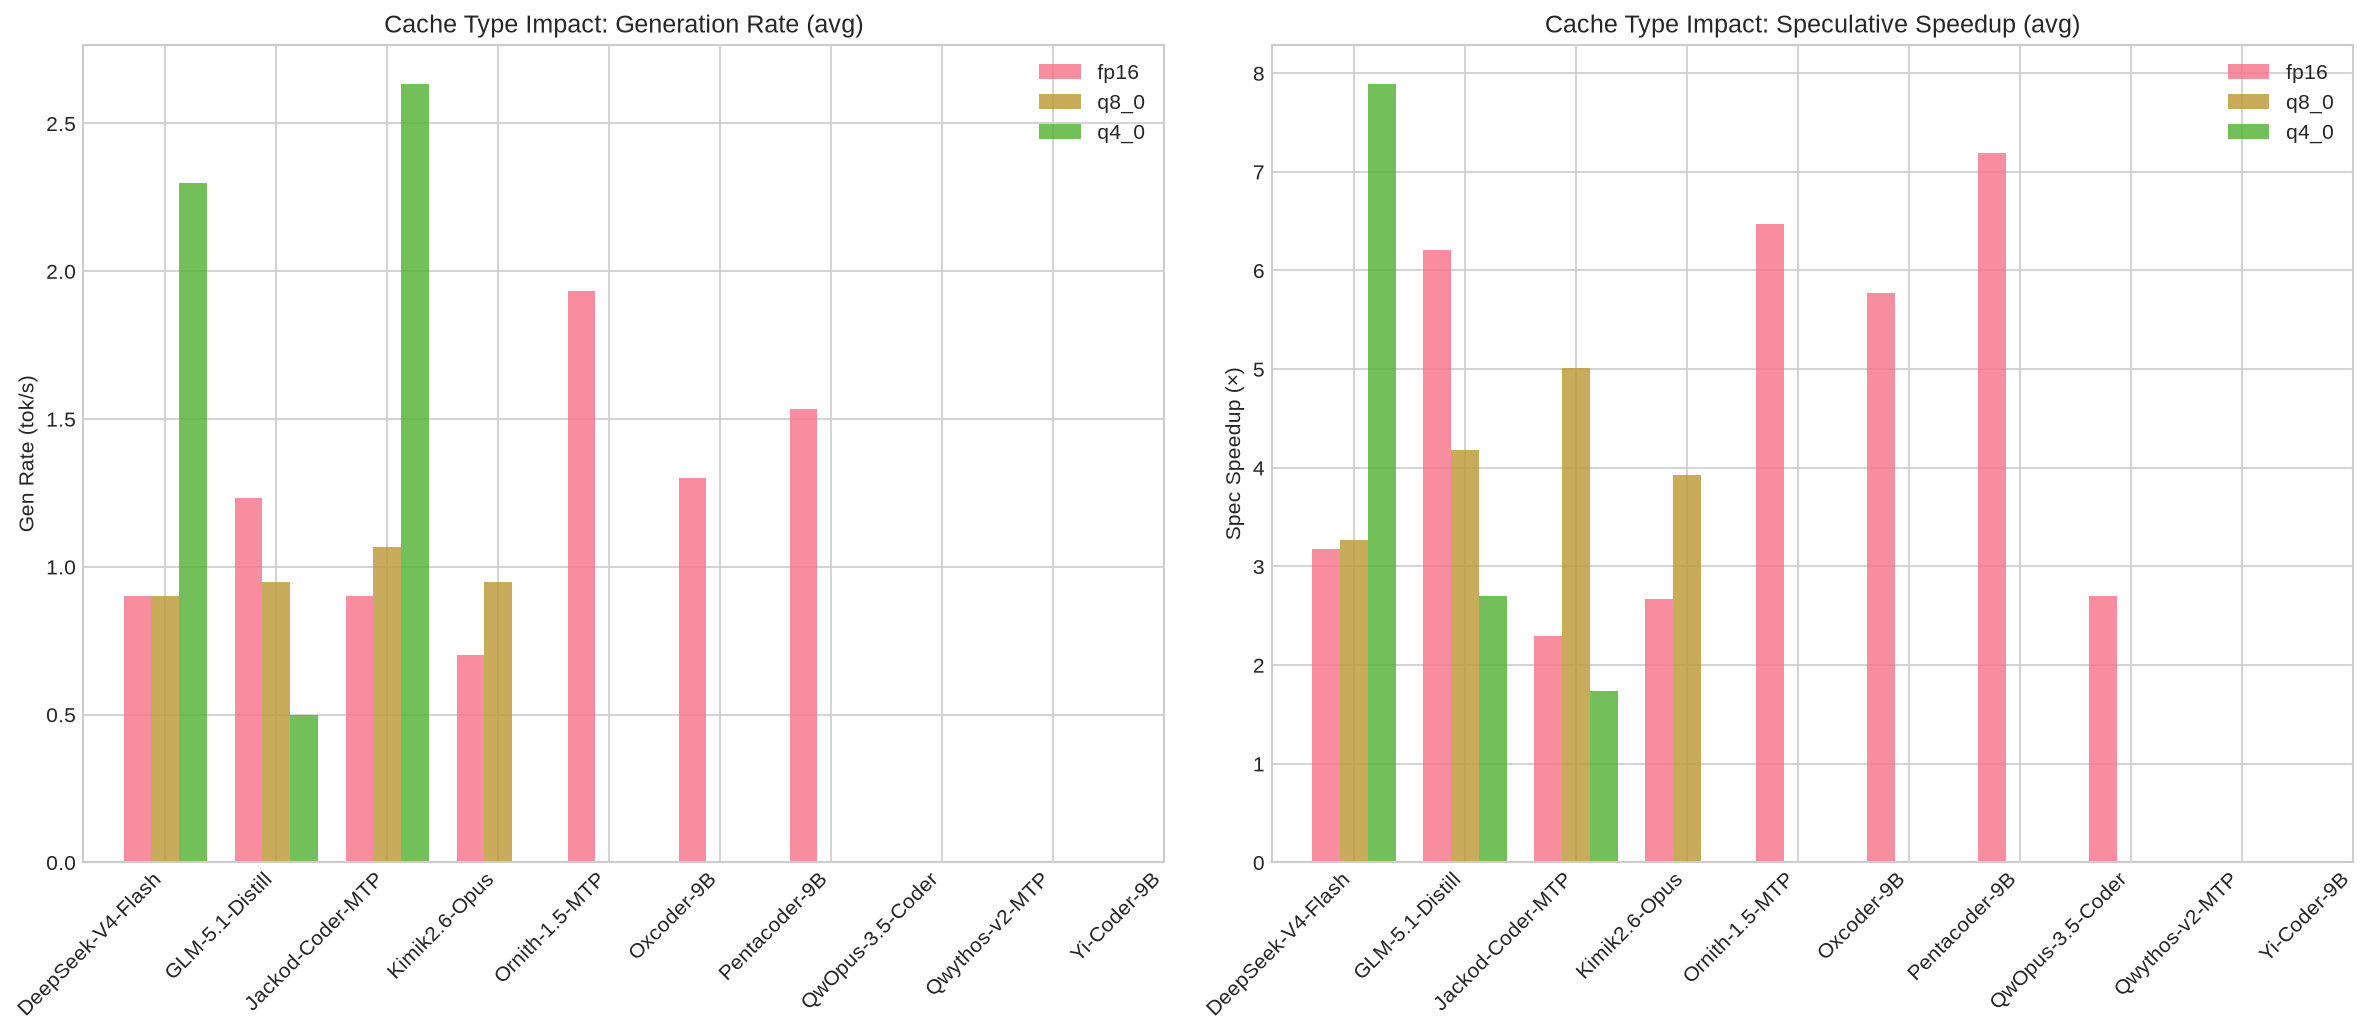 Cache Type Impact: Generation Rate (avg)
fp16
q8_0
q4_0
Gen Rate (tok/s)
2.5
2.0
1.5
1.0
0.5
0.0
DeepSeek-V4-Flash
GLM-5.1-Distill
Jackod-Coder-MTP
Kimik2.6-Opus
Ornith-1.5-MTP
Oxcoder-9B
Pentacoder-9B
QwOpus-3.5-Coder
Qwythos-v2-MTP
Yi-Coder-9B
Cache Type Impact: Speculative Speedup (avg)
fp16
q8_0
q4_0
Spec Speedup (×)
8
7
6
5
4
3
2
1
0
DeepSeek-V4-Flash
GLM-5.1-Distill
Jackod-Coder-MTP
Kimik2.6-Opus
Ornith-1.5-MTP
Oxcoder-9B
Pentacoder-9B
QwOpus-3.5-Coder
Qwythos-v2-MTP
Yi-Coder-9B